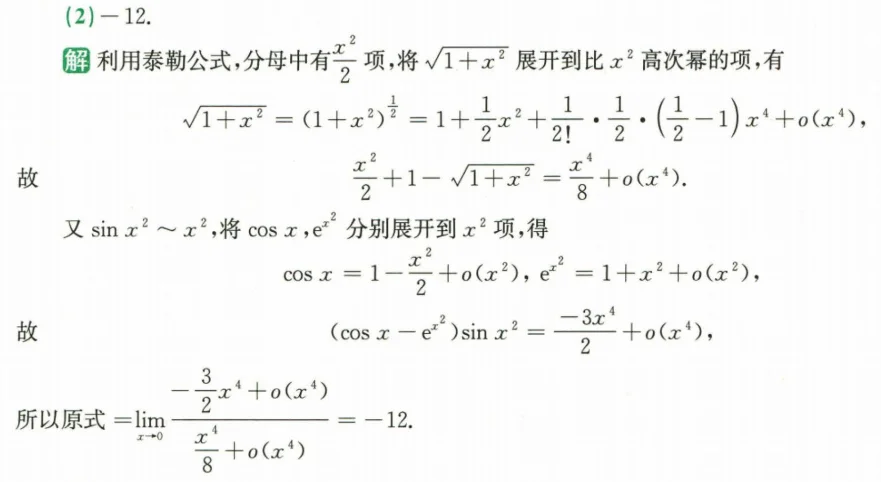 (2)－12.
解 利用泰勒公式,分母中有 $\frac{x^2}{2}$ 项,将 $\sqrt{1+x^2}$ 展开到比 $x^2$ 高次幂的项,有
$\sqrt{1+x^2}=(1+x^2)^{\frac{1}{2}}=1+\frac{1}{2}x^2+\frac{1}{2!}\cdot\frac{1}{2}\cdot\left(\frac{1}{2}-1\right)x^4+o(x^4),$
故 $\frac{x^2}{2}+1-\sqrt{1+x^2}=\frac{x^4}{8}+o(x^4).$
又 $\sin x^2\sim x^2$,将 $\cos x,e^{x^2}$ 分别展开到 $x^2$ 项,得
$\cos x=1-\frac{x^2}{2}+o(x^2),\ e^{x^2}=1+x^2+o(x^2),$
故 $(\cos x-e^{x^2})\sin x^2=\frac{-3x^4}{2}+o(x^4),$
所以原式 $=\lim_{x\to 0}\frac{-\frac{3}{2}x^4+o(x^4)}{\frac{x^4}{8}+o(x^4)}=-12.$